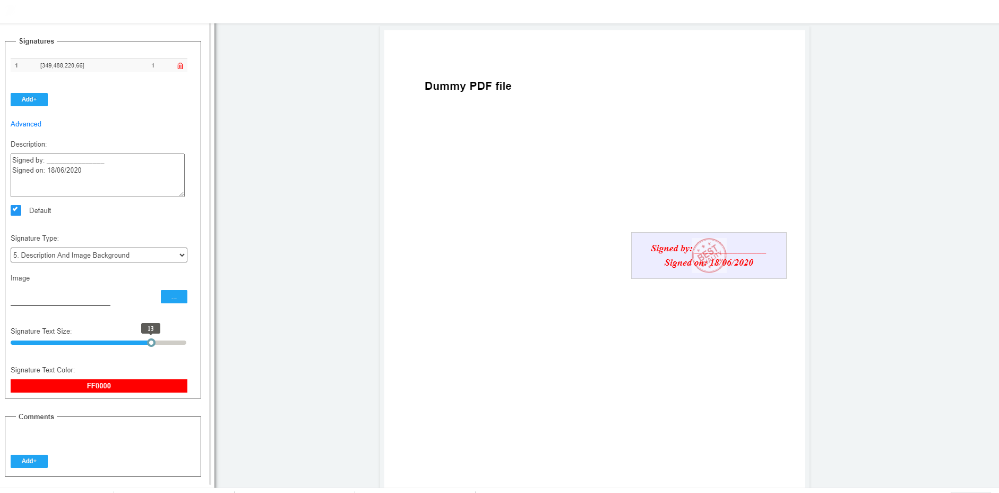 Signatures
1 [349,488,220,66] 1
Add+
Advanced
Description:
Signed by: _______________
Signed on: 18/06/2020
Default
Signature Type:
5. Description And Image Background
Image
...
13
Signature Text Size:
Signature Text Color:
FF0000
Comments
Add+
Dummy PDF file
Signed by:_______________
Signed on: 18/06/2020
BEST
QUALITY